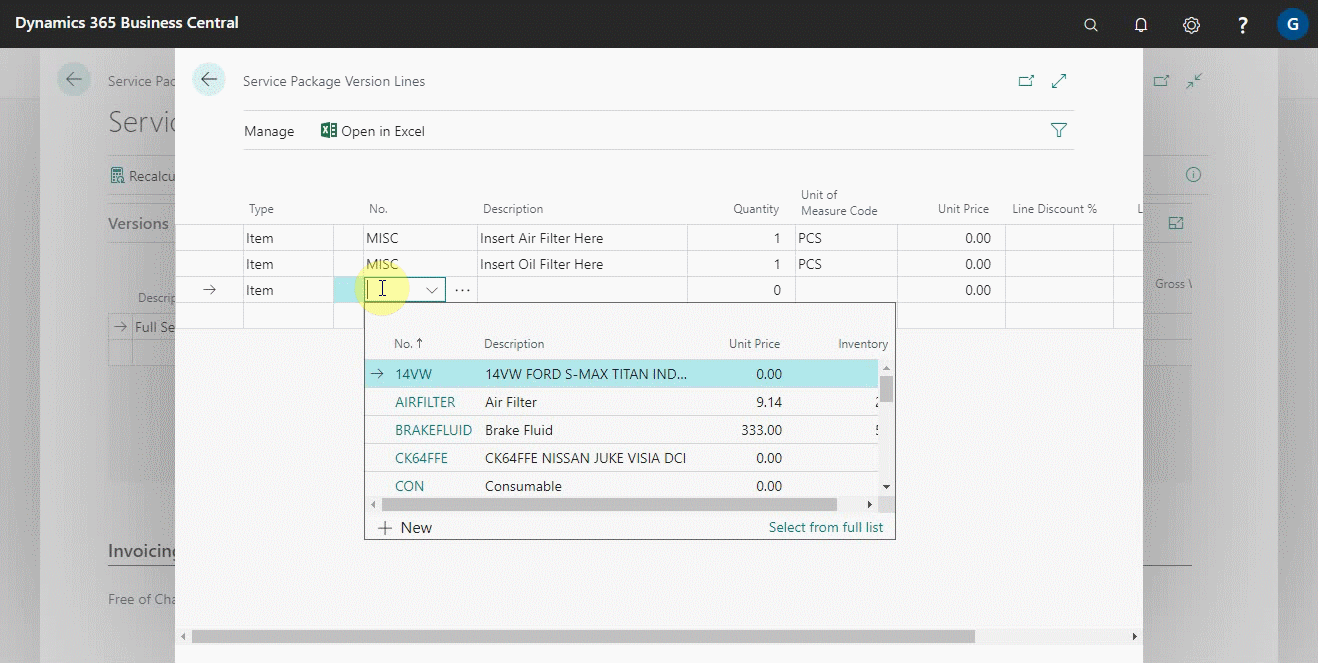 Dynamics 365 Business Central
G
Service Pac
Service Package Version Lines
Servic
Manage
Open in Excel
Recalcu
Versions
Type No. Description Quantity Unit of Measure Code Unit Price Line Discount % L
Item MISC Insert Air Filter Here 1 PCS 0.00
Item MISC Insert Oil Filter Here 1 PCS 0.00
Item 0 0.00
Descrip
Gross
Full Se
No. ↑ Description Unit Price Inventory
14VW 14VW FORD S-MAX TITAN IND... 0.00
AIRFILTER Air Filter 9.14
BRAKEFLUID Brake Fluid 333.00
CK64FFE CK64FFE NISSAN JUKE VISIA DCI 0.00
CON Consumable 0.00
+ New
Select from full list
Invoicing
Free of Cha